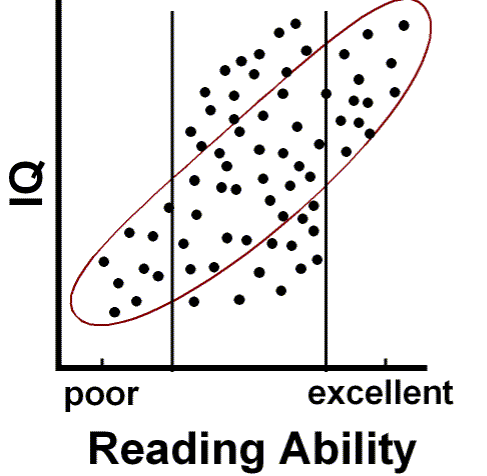 IQ
poor excellent
Reading Ability